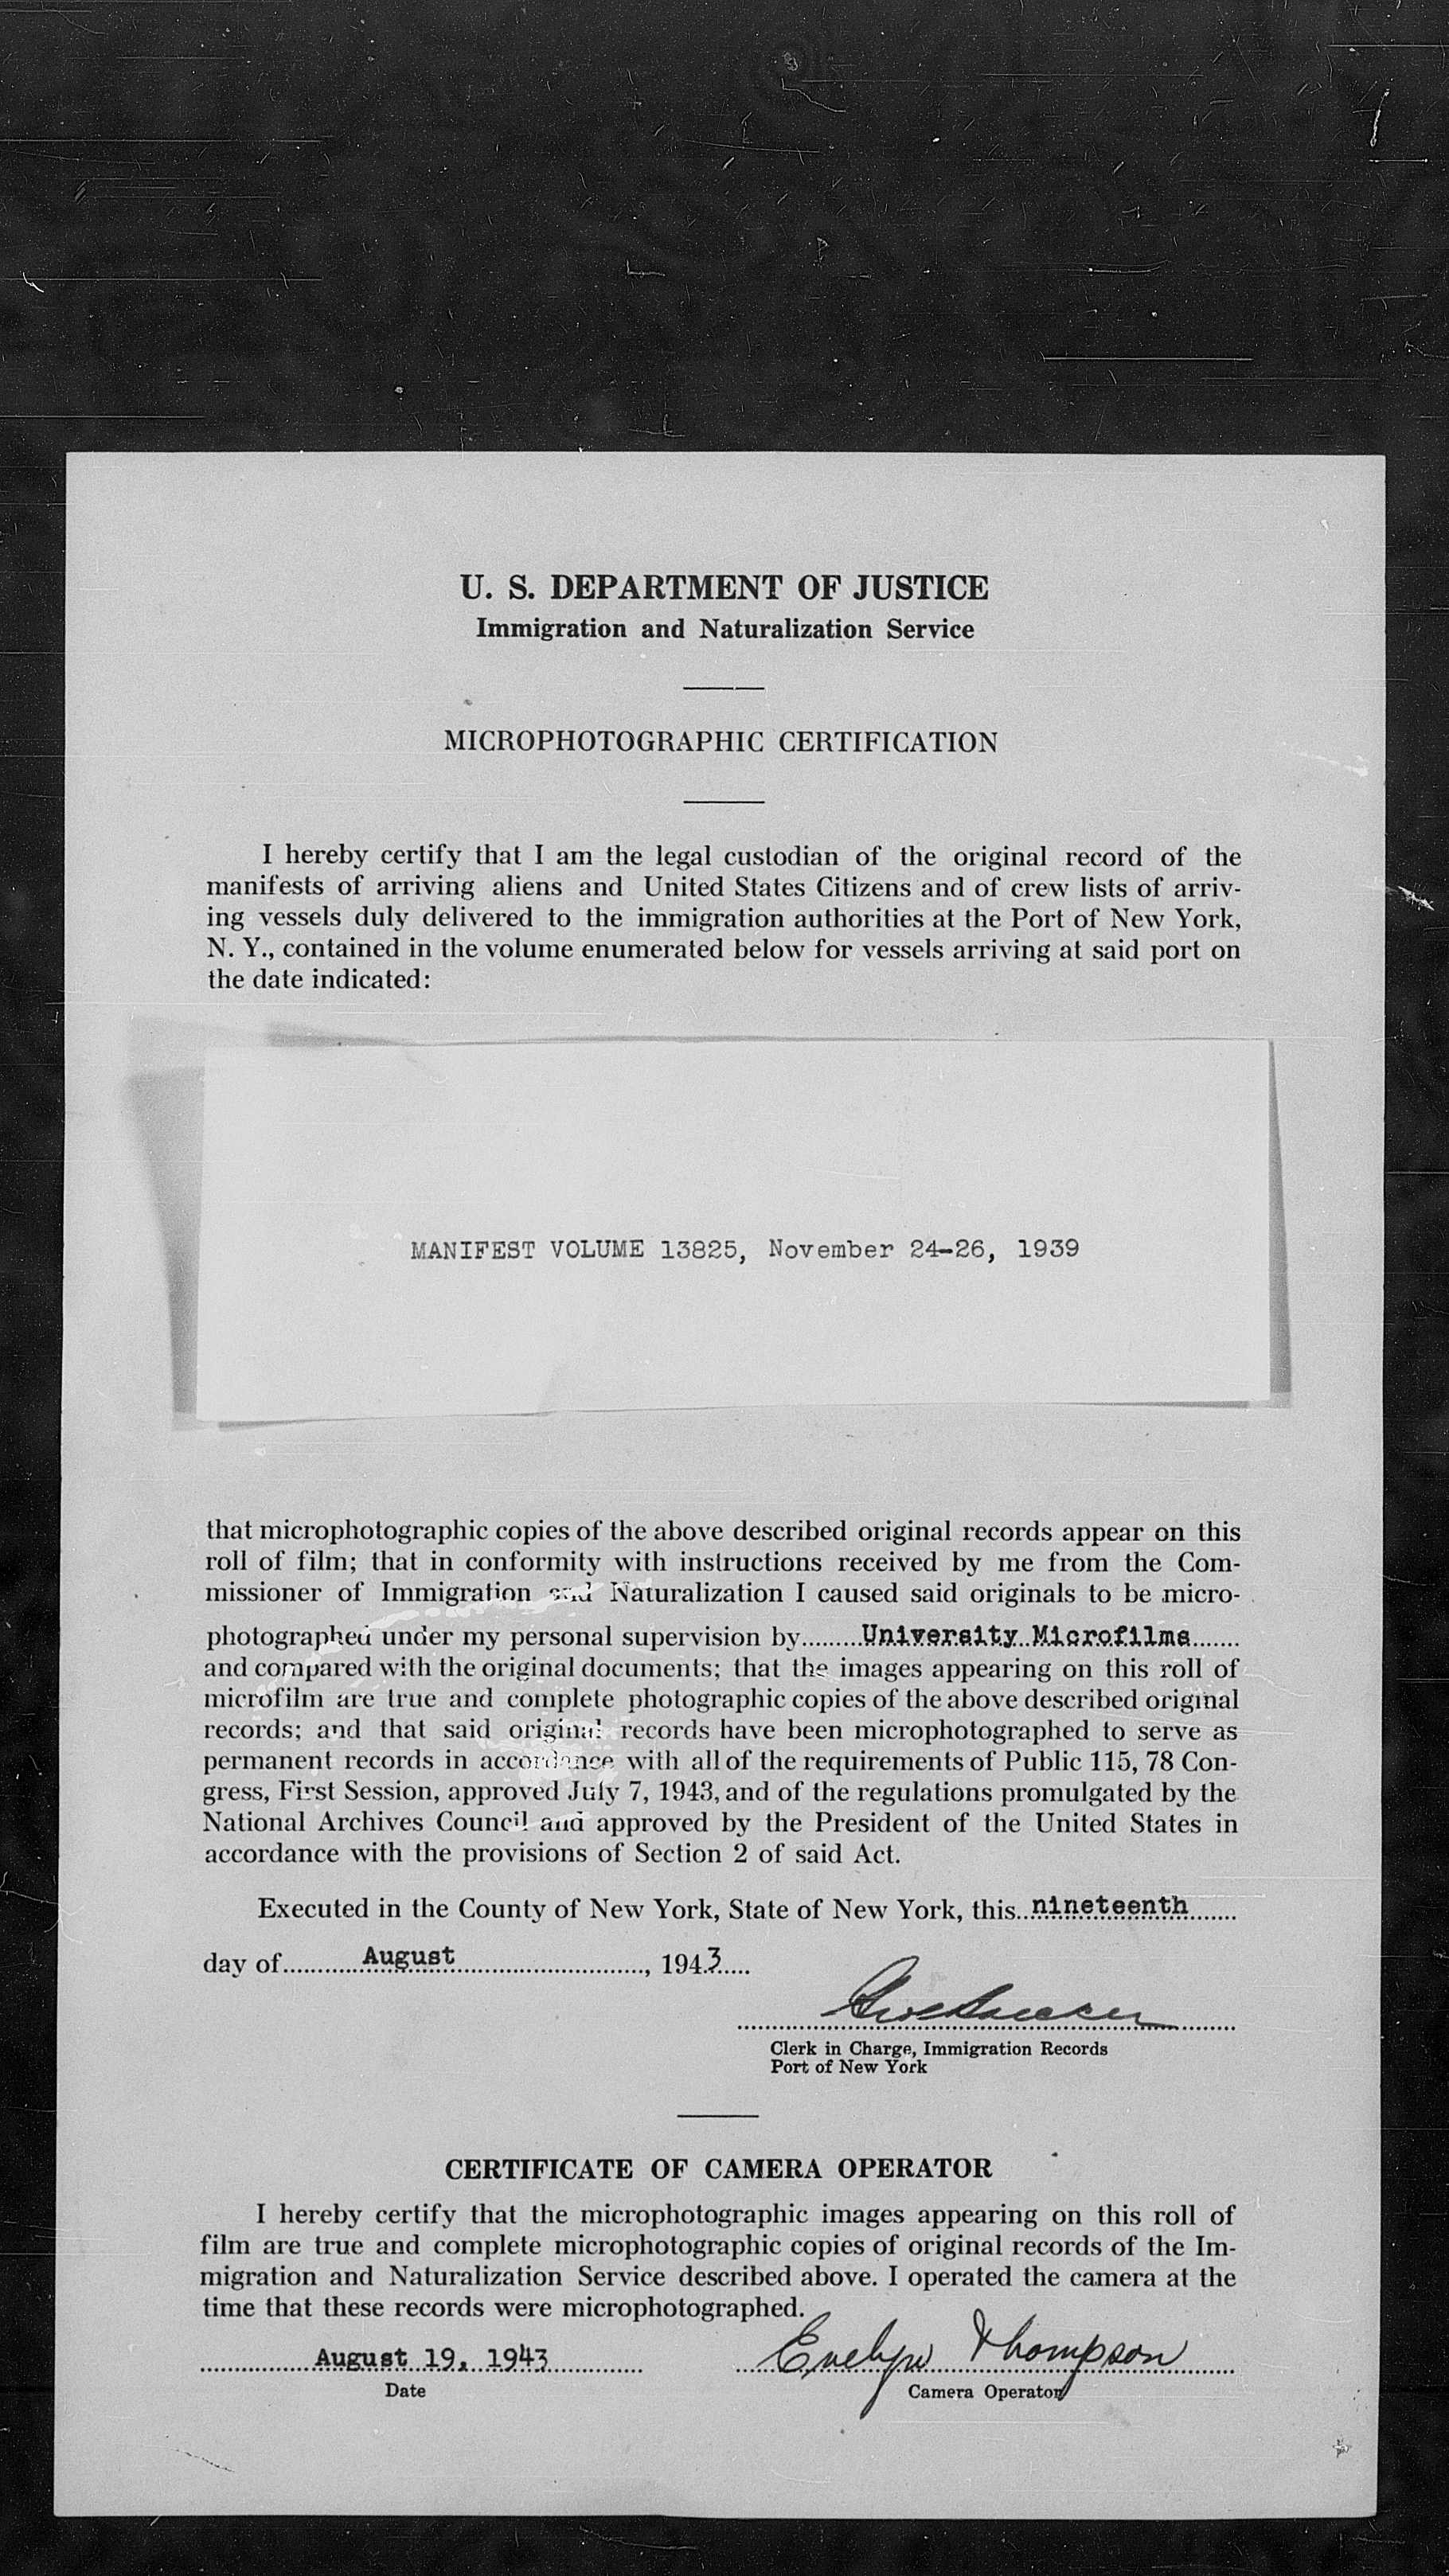 U. S. DEPARTMENT OF JUSTICE
Immigration and Naturalization Service
MICROPHOTOGRAPHIC CERTIFICATION
I hereby certify that I am the legal custodian of the original record of the
manifests of arriving aliens and United States Citizens and of crew lists of arriv-
ing vessels duly delivered to the immigration authorities at the Port of New York,
N. Y., contained in the volume enumerated below for vessels arriving at said port on
the date indicated:
MANIFEST VOLUME 13825, November 24-26, 1939
that microphotographic copies of the above described original records appear on this
roll of film; that in conformity with instructions received by me from the Com-
missioner of Immigration and Naturalization I caused said originals to be micro-
photographed under my personal supervision by........University Microfilms.......
and compared with the original documents; that the images appearing on this roll of
microfilm are true and complete photographic copies of the above described original
records; and that said original records have been microphotographed to serve as
permanent records in accordance with all of the requirements of Public 115, 78 Con-
gress, First Session, approved July 7, 1943, and of the regulations promulgated by the
National Archives Council and approved by the President of the United States in
accordance with the provisions of Section 2 of said Act.
Executed in the County of New York, State of New York, this..nineteenth.......
day of............August............................, 1943.....
Clerk in Charge, Immigration Records
Port of New York
CERTIFICATE OF CAMERA OPERATOR
I hereby certify that the microphotographic images appearing on this roll of
film are true and complete microphotographic copies of original records of the Im-
migration and Naturalization Service described above. I operated the camera at the
time that these records were microphotographed.
August 19, 1943 Evelyn Thompson
Date Camera Operator